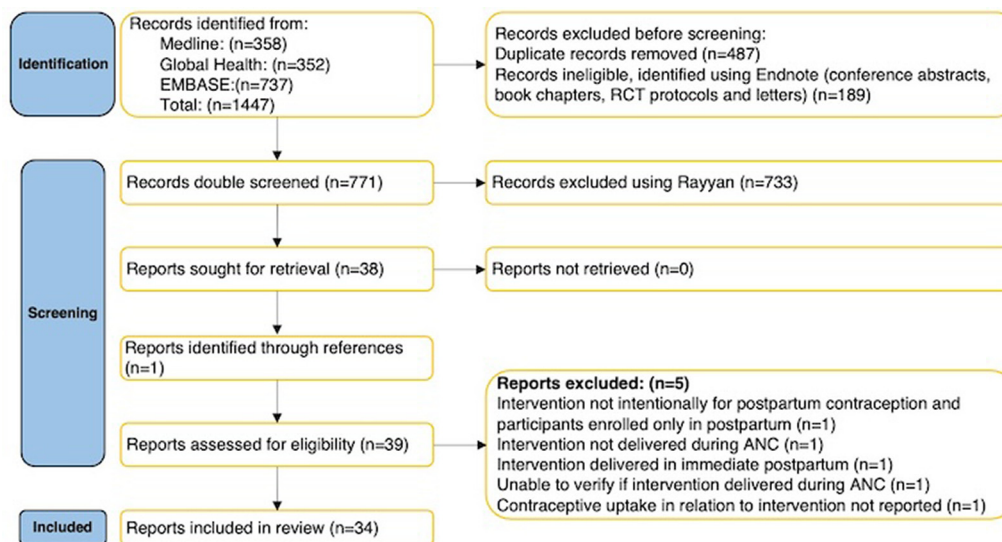 Identification
Records identified from:
Medline: (n=358)
Global Health: (n=352)
EMBASE:(n=737)
Total: (n=1447)
Records excluded before screening:
Duplicate records removed (n=487)
Records ineligible, identified using Endnote (conference abstracts,
book chapters, RCT protocols and letters) (n=189)
Screening
Records double screened (n=771)
Records excluded using Rayyan (n=733)
Reports sought for retrieval (n=38)
Reports not retrieved (n=0)
Reports identified through references
(n=1)
Reports assessed for eligibility (n=39)
Reports excluded: (n=5)
Intervention not intentionally for postpartum contraception and
participants enrolled only in postpartum (n=1)
Intervention not delivered during ANC (n=1)
Intervention delivered in immediate postpartum (n=1)
Unable to verify if intervention delivered during ANC (n=1)
Contraceptive uptake in relation to intervention not reported (n=1)
Included
Reports included in review (n=34)